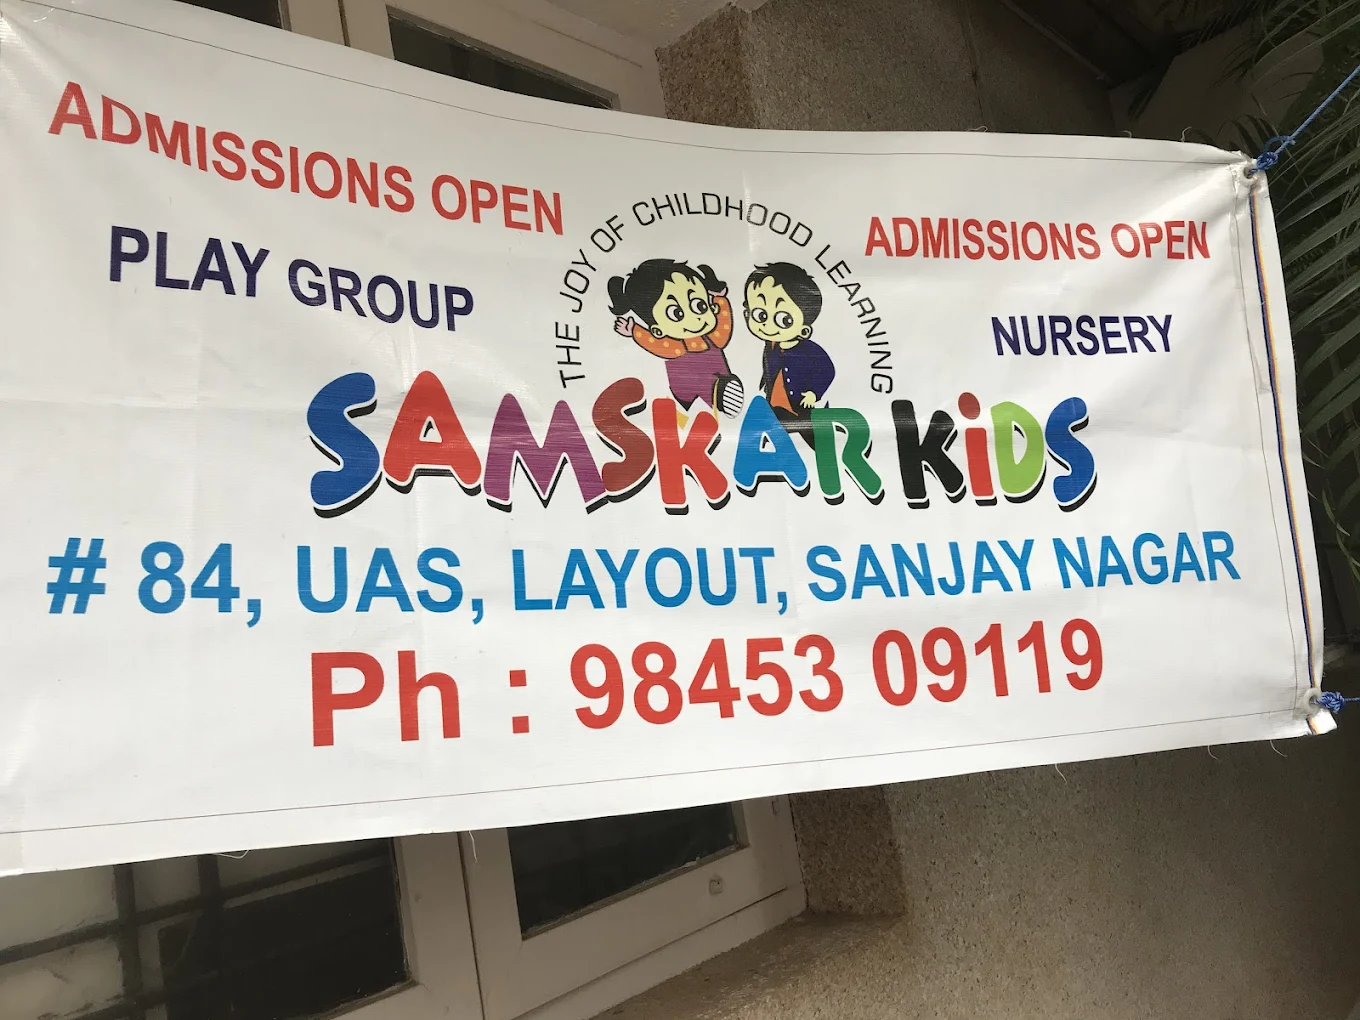 ADMISSIONS OPEN
PLAY GROUP
THE JOY OF CHILDHOOD LEARNING
ADMISSIONS OPEN
NURSERY
SAMSKAR KiDS
# 84, UAS, LAYOUT, SANJAY NAGAR
Ph : 98453 09119